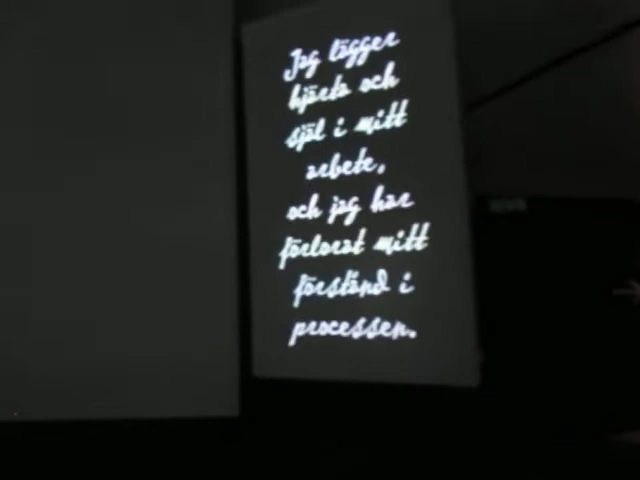 Jag lägger
hjärta och
själ i mitt
arbete,
och jag har
förlorat mitt
förstånd i
processen.